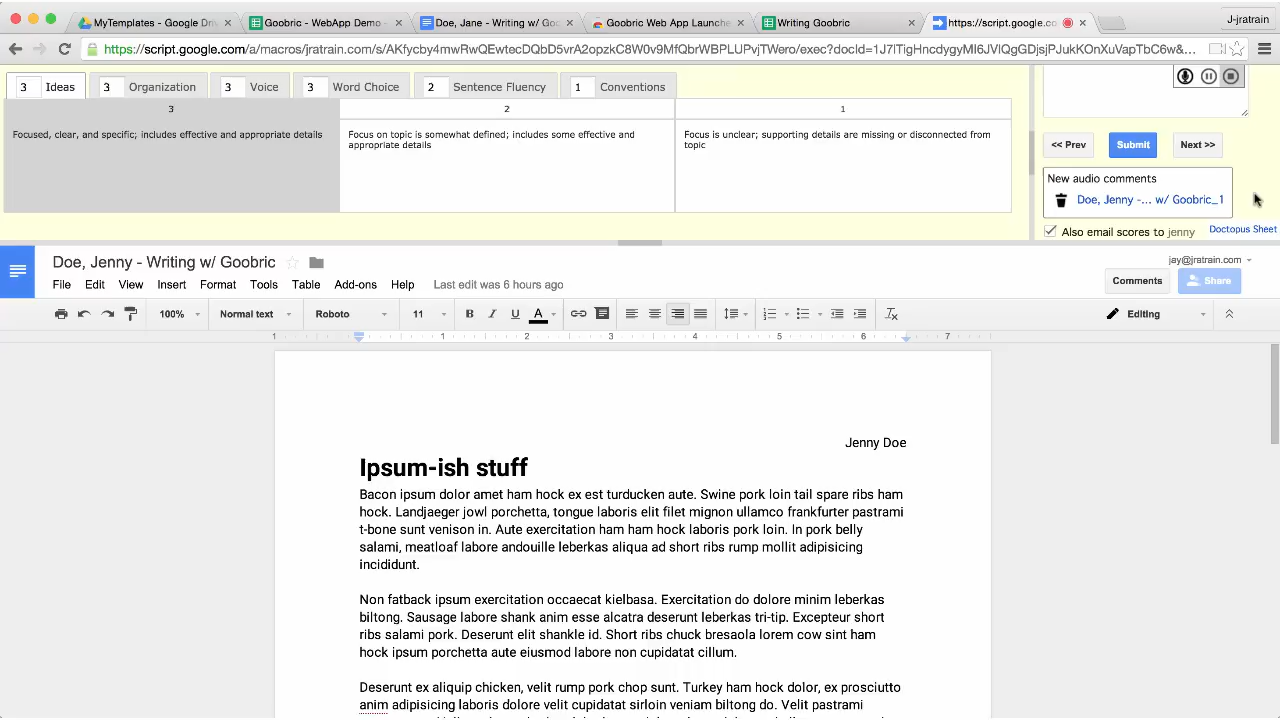 MyTemplates - Google Dri
Goobric - WebApp Demo -
Doe, Jane - Writing w/ Go
Goobric Web App Launche
Writing Goobric
https://script.google.co
J-jratrain
https://script.google.com/a/macros/jratrain.com/s/AKfycby4mwRwQEwtecDQbD5vrA2opzkC8W0v9MfQbrWBPLUPvjTWero/exec?docId=1J7lTigHncdygyMI6JVlQgGDjsjPJukKOnXuVapTbC6w&...
3 Ideas 3 Organization 3 Voice 3 Word Choice 2 Sentence Fluency 1 Conventions
3 2 1
Focused, clear, and specific; includes effective and appropriate details
Focus on topic is somewhat defined; includes some effective and
appropriate details
Focus is unclear; supporting details are missing or disconnected from
topic
<< Prev Submit Next >>
New audio comments
Doe, Jenny -... w/ Goobric_1
Also email scores to jenny
Doctopus Sheet
Doe, Jenny - Writing w/ Goobric
jay@jratrain.com
File Edit View Insert Format Tools Table Add-ons Help Last edit was 6 hours ago
Comments Share
100% Normal text Roboto 11 B I U A Editing
1 1 2 3 4 5 6 7
Jenny Doe
Ipsum-ish stuff
Bacon ipsum dolor amet ham hock ex est turducken aute. Swine pork loin tail spare ribs ham
hock. Landjaeger jowl porchetta, tongue laboris elit filet mignon ullamco frankfurter pastrami
t-bone sunt venison in. Aute exercitation ham ham hock laboris pork loin. In pork belly
salami, meatloaf labore andouille leberkas aliqua ad short ribs rump mollit adipisicing
incididunt.
Non fatback ipsum exercitation occaecat kielbasa. Exercitation do dolore minim leberkas
biltong. Sausage labore shank anim esse alcatra deserunt leberkas tri-tip. Excepteur short
ribs salami pork. Deserunt elit shankle id. Short ribs chuck bresaola lorem cow sint ham
hock ipsum porchetta aute eiusmod labore non cupidatat cillum.
Deserunt ex aliquip chicken, velit rump pork chop sunt. Turkey ham hock dolor, ex prosciutto
anim adipisicing laboris dolore velit cupidatat sirloin veniam biltong do. Velit pastrami